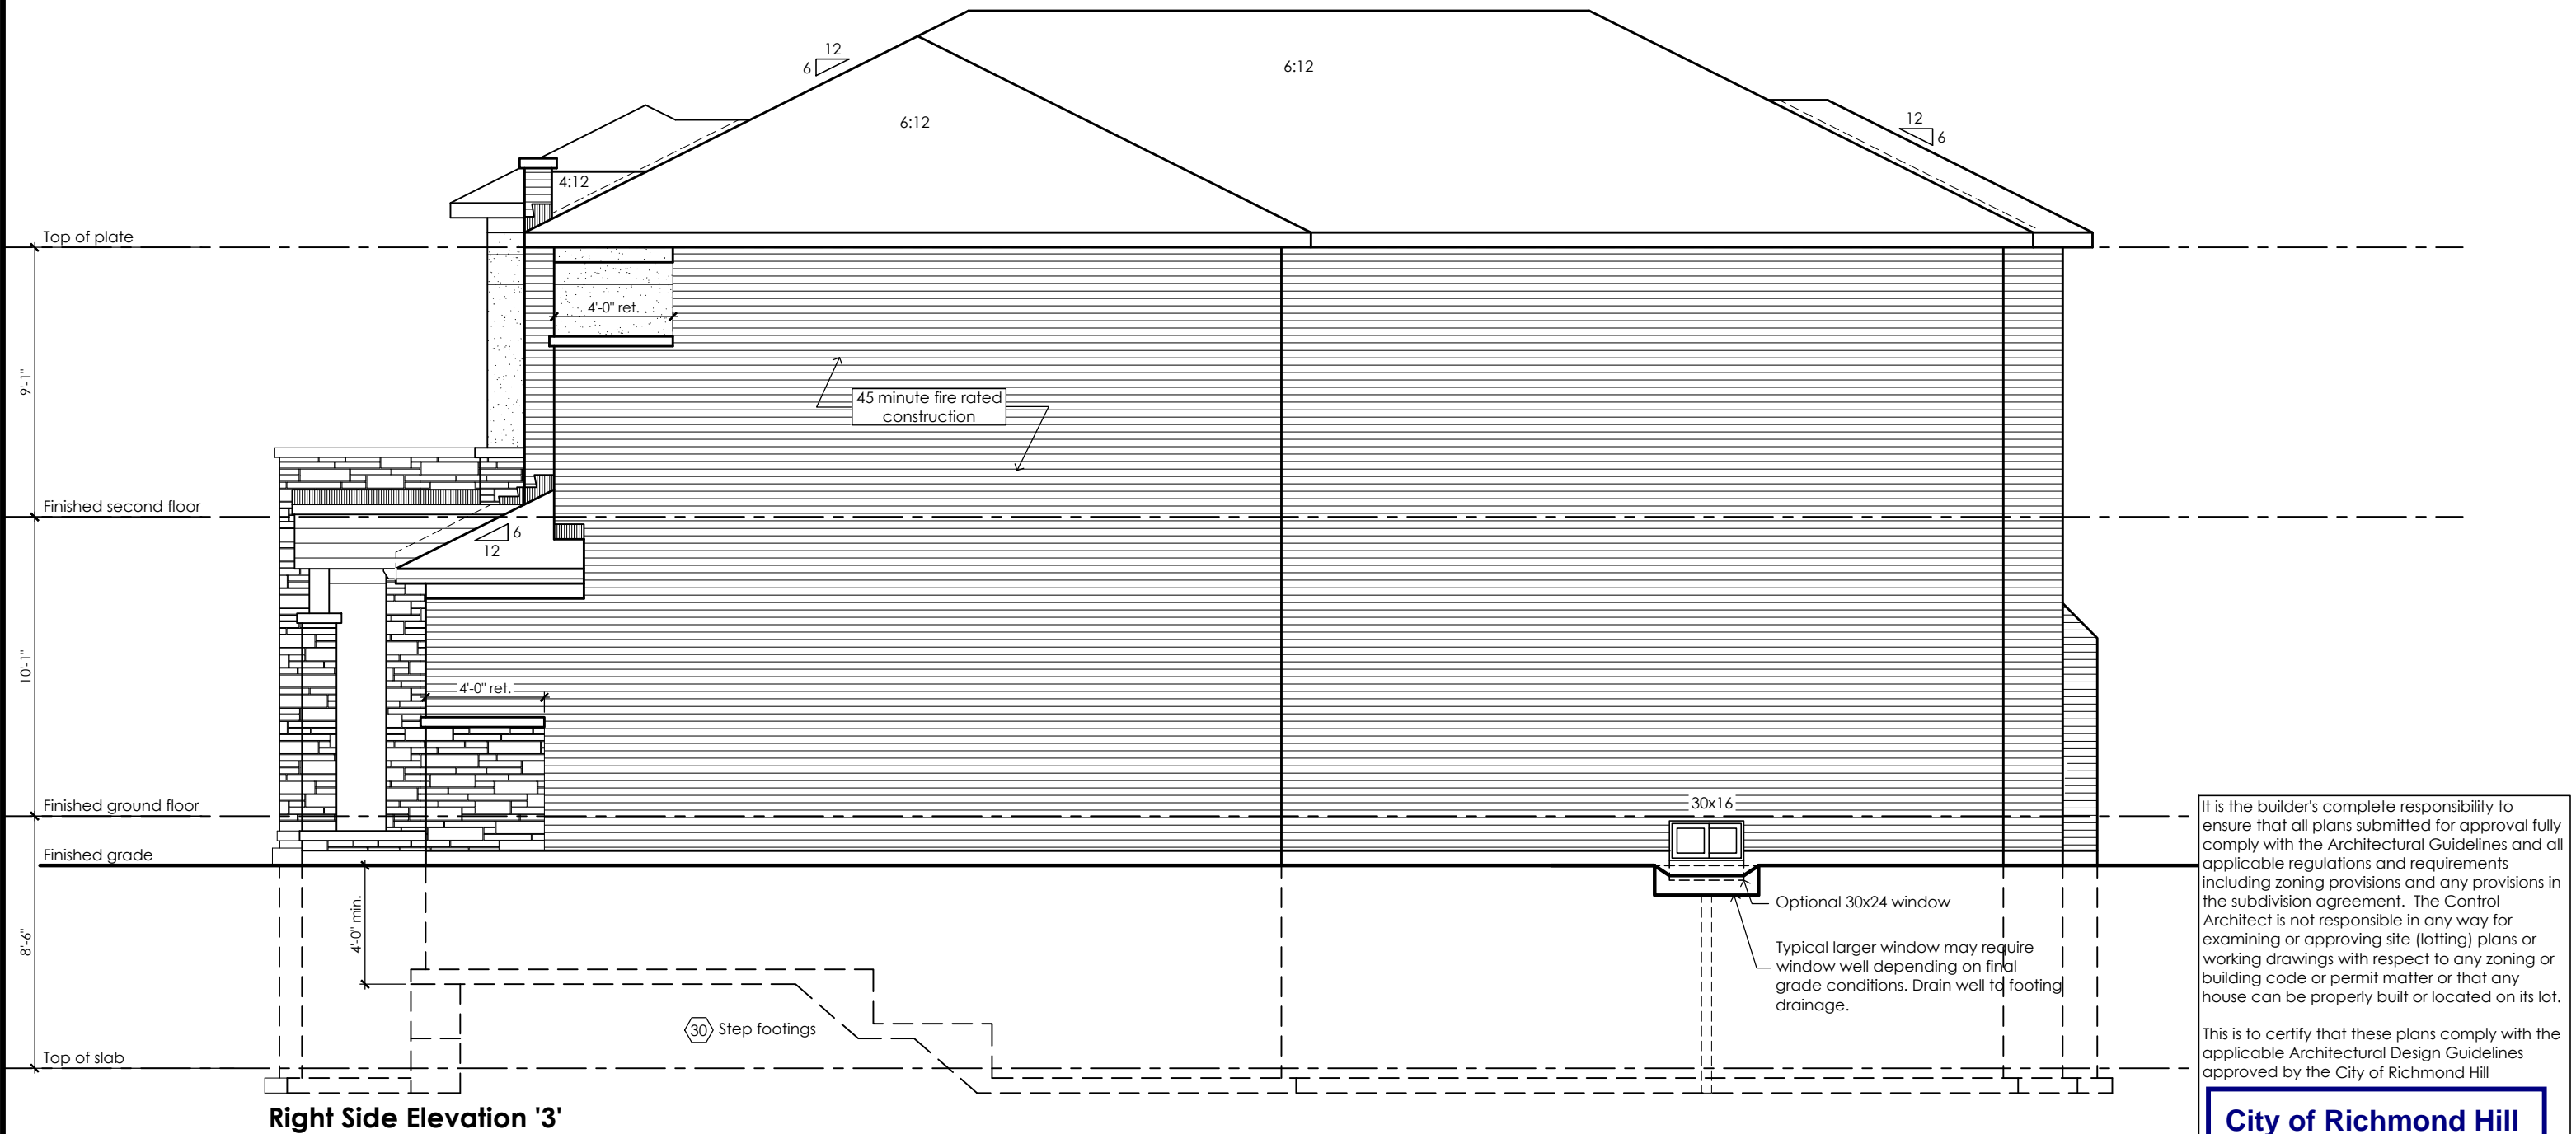 12
6
6:12
6:12
12
6
4:12
Top of plate
4'-0" ret.
9'-1"
45 minute fire rated
construction
Finished second floor
6
12
10'-1"
4'-0" ret.
Finished ground floor
30x16
Finished grade
4'-0" min.
8'-6"
Optional 30x24 window
Typical larger window may require
window well depending on final
grade conditions. Drain well to footing
drainage.
30 Step footings
Top of slab
Right Side Elevation '3'
It is the builder's complete responsibility to
ensure that all plans submitted for approval fully
comply with the Architectural Guidelines and all
applicable regulations and requirements
including zoning provisions and any provisions in
the subdivision agreement. The Control
Architect is not responsible in any way for
examining or approving site (lotting) plans or
working drawings with respect to any zoning or
building code or permit matter or that any
house can be properly built or located on its lot.
This is to certify that these plans comply with the
applicable Architectural Design Guidelines
approved by the City of Richmond Hill
City of Richmond Hill